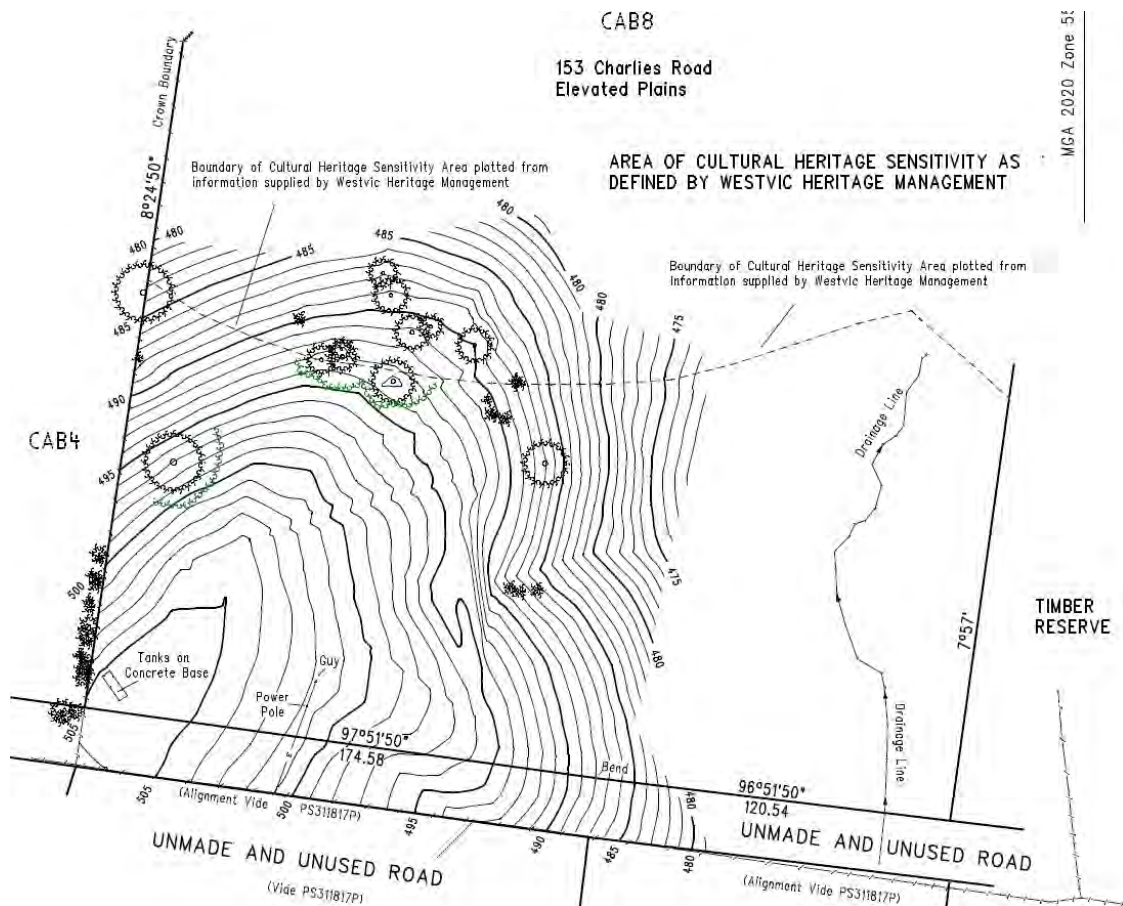 CAB8
MGA 2020 Zone 55
153 Charlies Road
Elevated Plains
Crown Boundary
8°24'50"
Boundary of Cultural Heritage Sensitivity Area plotted from
information supplied by Westvic Heritage Management
AREA OF CULTURAL HERITAGE SENSITIVITY AS
DEFINED BY WESTVIC HERITAGE MANAGEMENT
480
480
480
485
485
480
480
Boundary of Cultural Heritage Sensitivity Area plotted from
information supplied by Westvic Heritage Management
475
485
490
Drainage Line
CAB4
495
475
500
TIMBER
RESERVE
7°57'
480
Tanks on
Concrete Base
Guy
Power
Pole
Drainage Line
505
97°51'50"
174.58
Bend
96°51'50"
120.54
505
(Alignment Vide PS311817P)
500
495
490
485
480
480
UNMADE AND UNUSED ROAD
UNMADE AND UNUSED ROAD
(Vide PS311817P)
(Alignment Vide PS311817P)